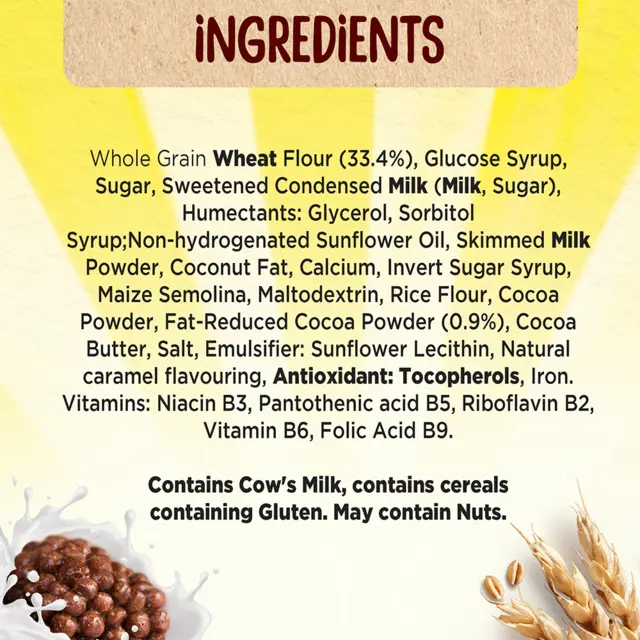 iNGREDiENTS
Whole Grain Wheat Flour (33.4%), Glucose Syrup,
Sugar, Sweetened Condensed Milk (Milk, Sugar),
Humectants: Glycerol, Sorbitol
Syrup;Non-hydrogenated Sunflower Oil, Skimmed Milk
Powder, Coconut Fat, Calcium, Invert Sugar Syrup,
Maize Semolina, Maltodextrin, Rice Flour, Cocoa
Powder, Fat-Reduced Cocoa Powder (0.9%), Cocoa
Butter, Salt, Emulsifier: Sunflower Lecithin, Natural
caramel flavouring, Antioxidant: Tocopherols, Iron.
Vitamins: Niacin B3, Pantothenic acid B5, Riboflavin B2,
Vitamin B6, Folic Acid B9.
Contains Cow's Milk, contains cereals
containing Gluten. May contain Nuts.